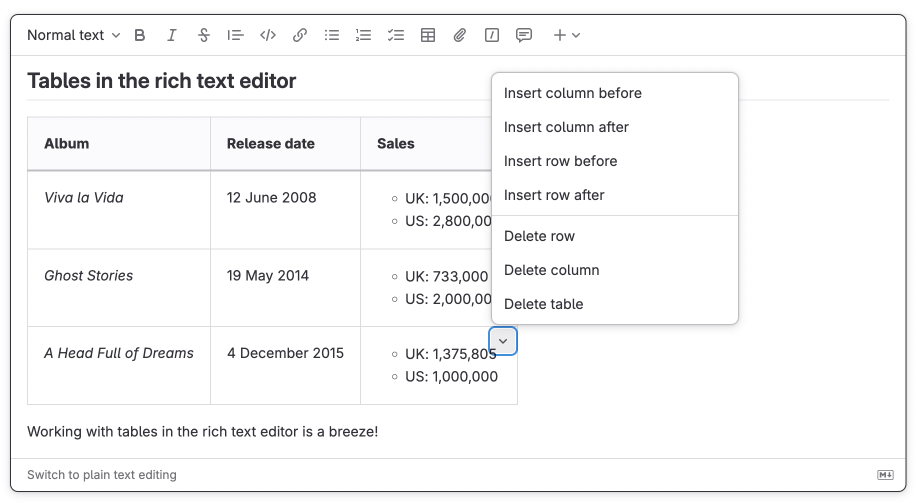 Normal text
Tables in the rich text editor
Album Release date Sales
Viva la Vida 12 June 2008
UK: 1,500,00
US: 2,800,00
Ghost Stories 19 May 2014
UK: 733,000
US: 2,000,00
A Head Full of Dreams 4 December 2015
UK: 1,375,805
US: 1,000,000
Insert column before
Insert column after
Insert row before
Insert row after
Delete row
Delete column
Delete table
Working with tables in the rich text editor is a breeze!
Switch to plain text editing
M